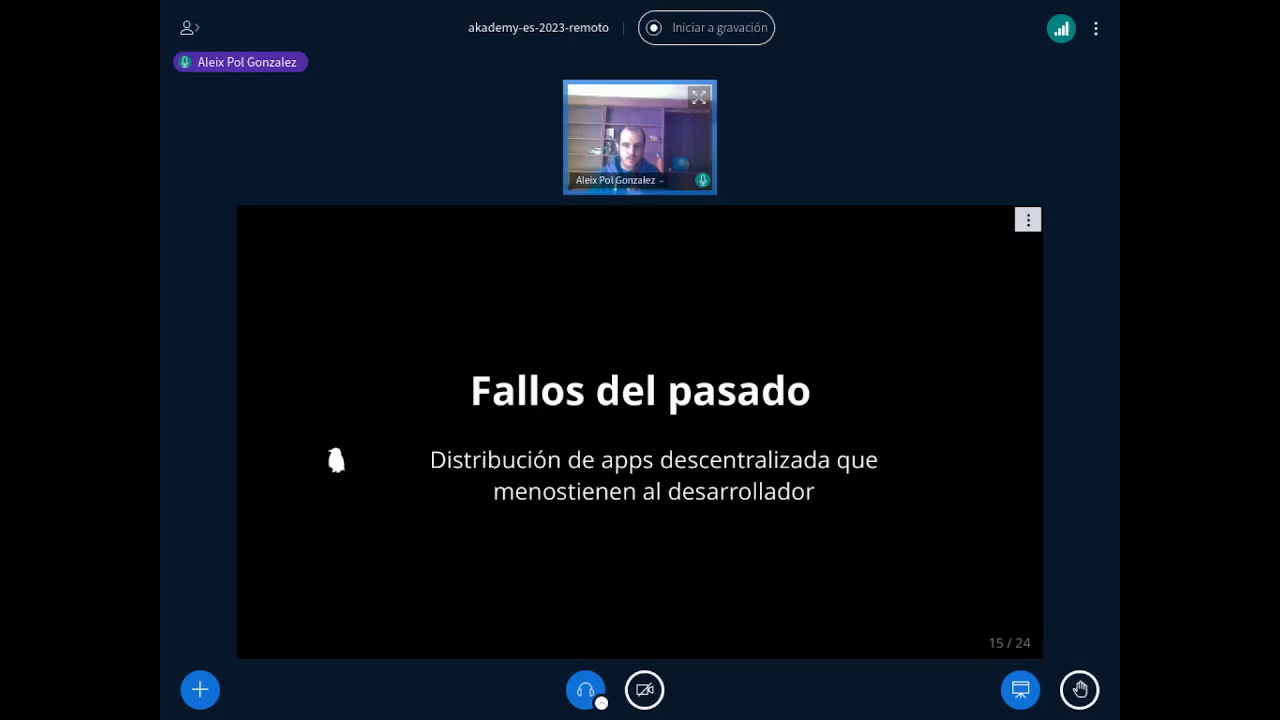 akademy-es-2023-remoto
Iniciar a gravación
Aleix Pol Gonzalez
Aleix Pol Gonzalez
Fallos del pasado
Distribución de apps descentralizada que
menostienen al desarrollador
15 / 24